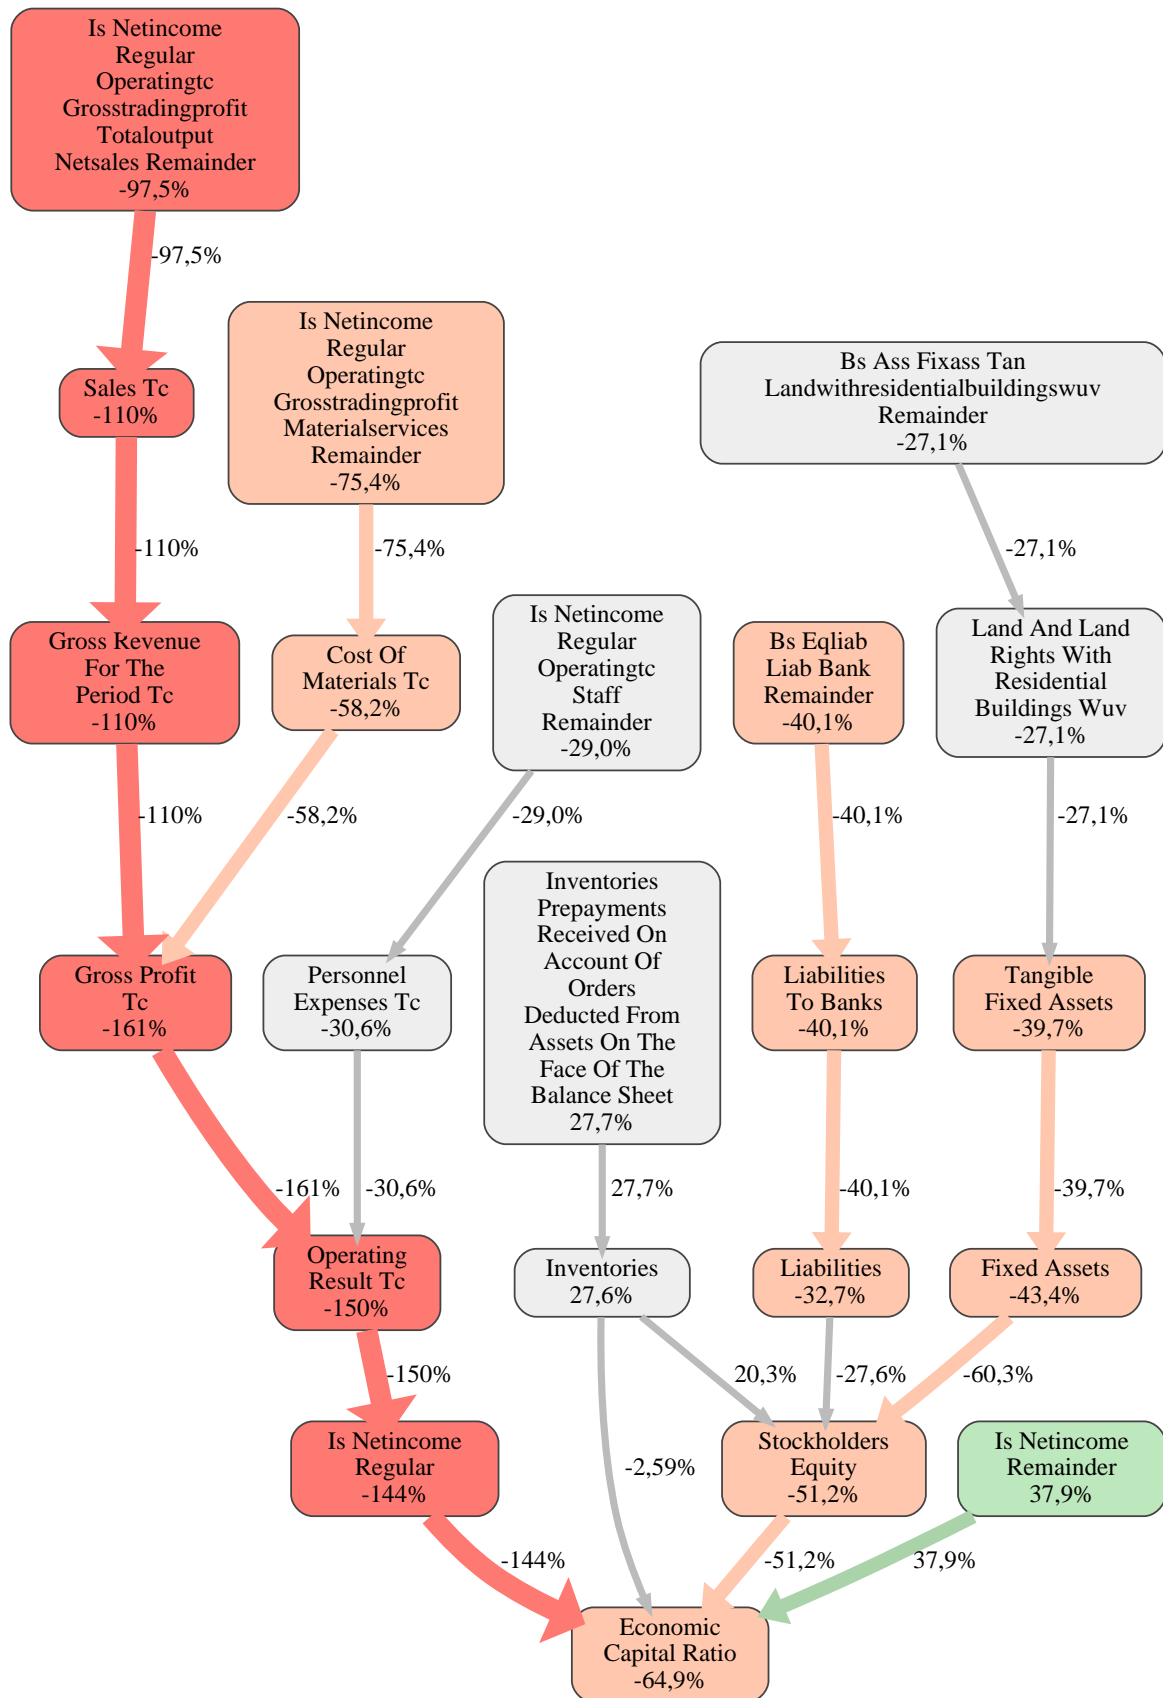 Is Netincome
Regular
Operatingtc
Grosstradingprofit
Totaloutput
Netsales Remainder
-97,5%
-97,5%
Is Netincome
Regular
Operatingtc
Grosstradingprofit
Materialservices
Remainder
-75,4%
Bs Ass Fixass Tan
Landwithresidentialbuildingswuv
Remainder
-27,1%
Sales Tc
-110%
-110%
-75,4%
-27,1%
Is Netincome
Regular
Operatingtc
Staff
Remainder
-29,0%
Gross Revenue
For The
Period Tc
-110%
Cost Of
Materials Tc
-58,2%
Bs Eqliab
Liab Bank
Remainder
-40,1%
Land And Land
Rights With
Residential
Buildings Wuv
-27,1%
-110%
-58,2%
-29,0%
-40,1%
-27,1%
Inventories
Prepayments
Received On
Account Of
Orders
Deducted From
Assets On The
Face Of The
Balance Sheet
27,7%
Gross Profit
Tc
-161%
Personnel
Expenses Tc
-30,6%
Liabilities
To Banks
-40,1%
Tangible
Fixed Assets
-39,7%
-161%
-30,6%
27,7%
-40,1%
-39,7%
Operating
Result Tc
-150%
Inventories
27,6%
Liabilities
-32,7%
Fixed Assets
-43,4%
-150%
20,3%
-27,6%
-60,3%
Is Netincome
Regular
-144%
-2,59%
Stockholders
Equity
-51,2%
Is Netincome
Remainder
37,9%
-144%
-51,2%
37,9%
Economic
Capital Ratio
-64,9%